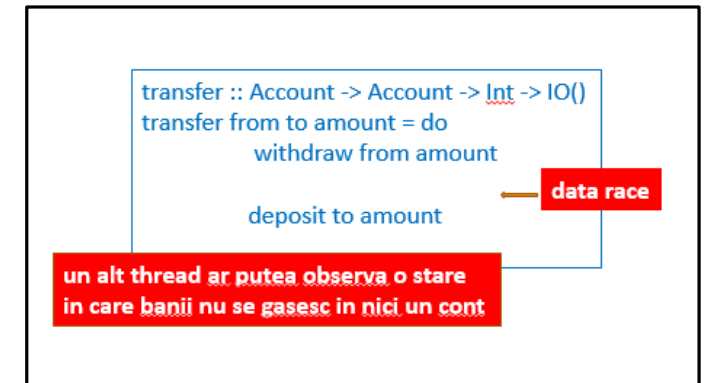 transfer :: Account -> Account -> Int -> IO()
transfer from to amount = do
withdraw from amount
data race
deposit to amount
un alt thread ar putea observa o stare
in care banii nu se gasesc in nici un cont